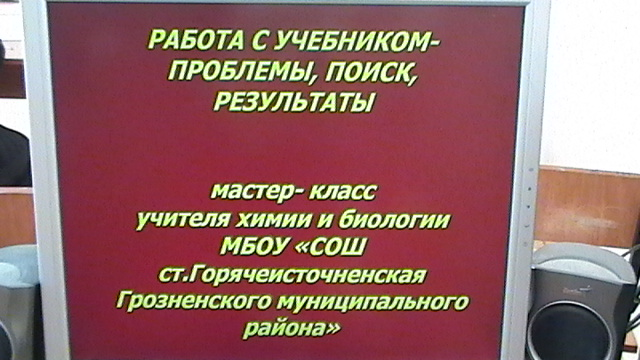 РАБОТА С УЧЕБНИКОМ-
ПРОБЛЕМЫ, ПОИСК,
РЕЗУЛЬТАТЫ
мастер- класс
учителя химии и биологии
МБОУ «СОШ
ст.Горячеисточненская
Грозненского муниципального
района»